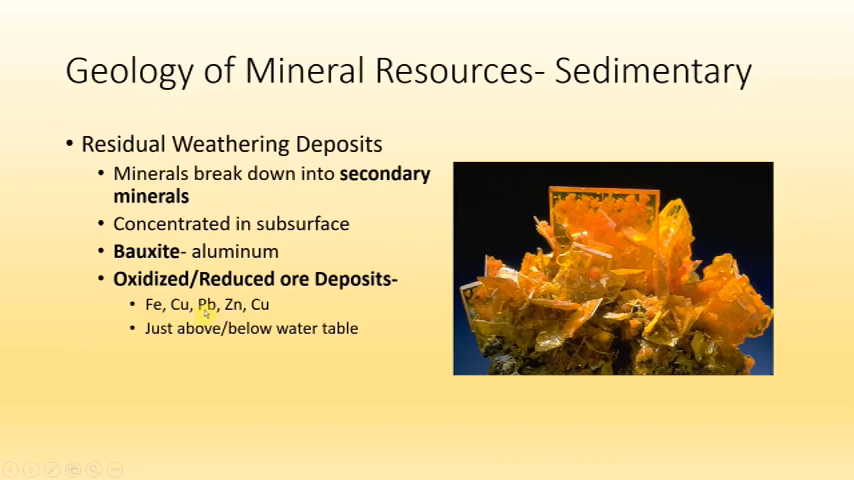 Geology of Mineral Resources- Sedimentary
• Residual Weathering Deposits
• Minerals break down into secondary
minerals
• Concentrated in subsurface
• Bauxite- aluminum
• Oxidized/Reduced ore Deposits-
• Fe, Cu, Pb, Zn, Cu
• Just above/below water table